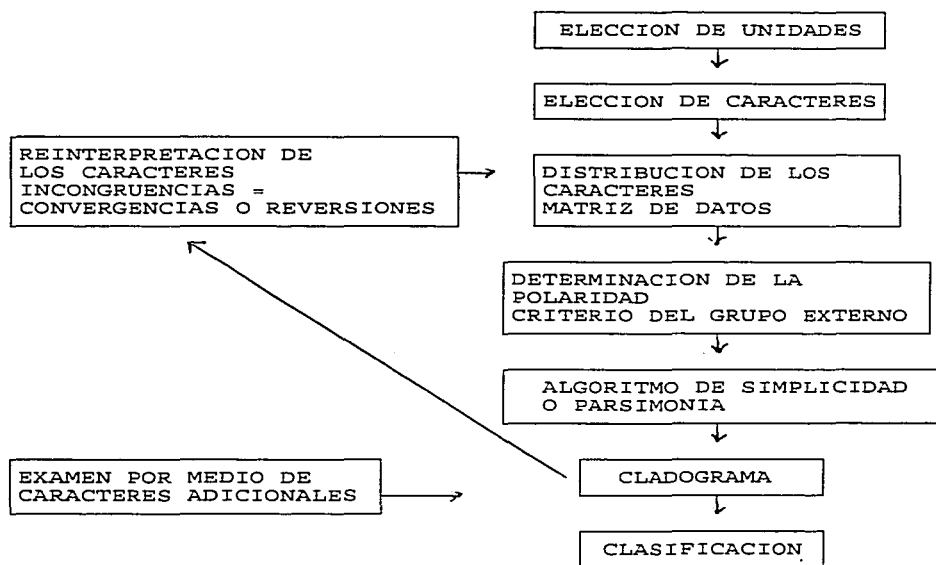 ELECCION DE UNIDADES
ELECCION DE CARACTERES
REINTERPRETACION DE
LOS CARACTERES
INCONGRUENCIAS =
CONVERGENCIAS O REVERSIONES
DISTRIBUCION DE LOS
CARACTERES
MATRIZ DE DATOS
DETERMINACION DE LA
POLARIDAD
CRITERIO DEL GRUPO EXTERNO
ALGORITMO DE SIMPLICIDAD
O PARSIMONIA
EXAMEN POR MEDIO DE
CARACTERES ADICIONALES
CLADOGRAMA
CLASIFICACION